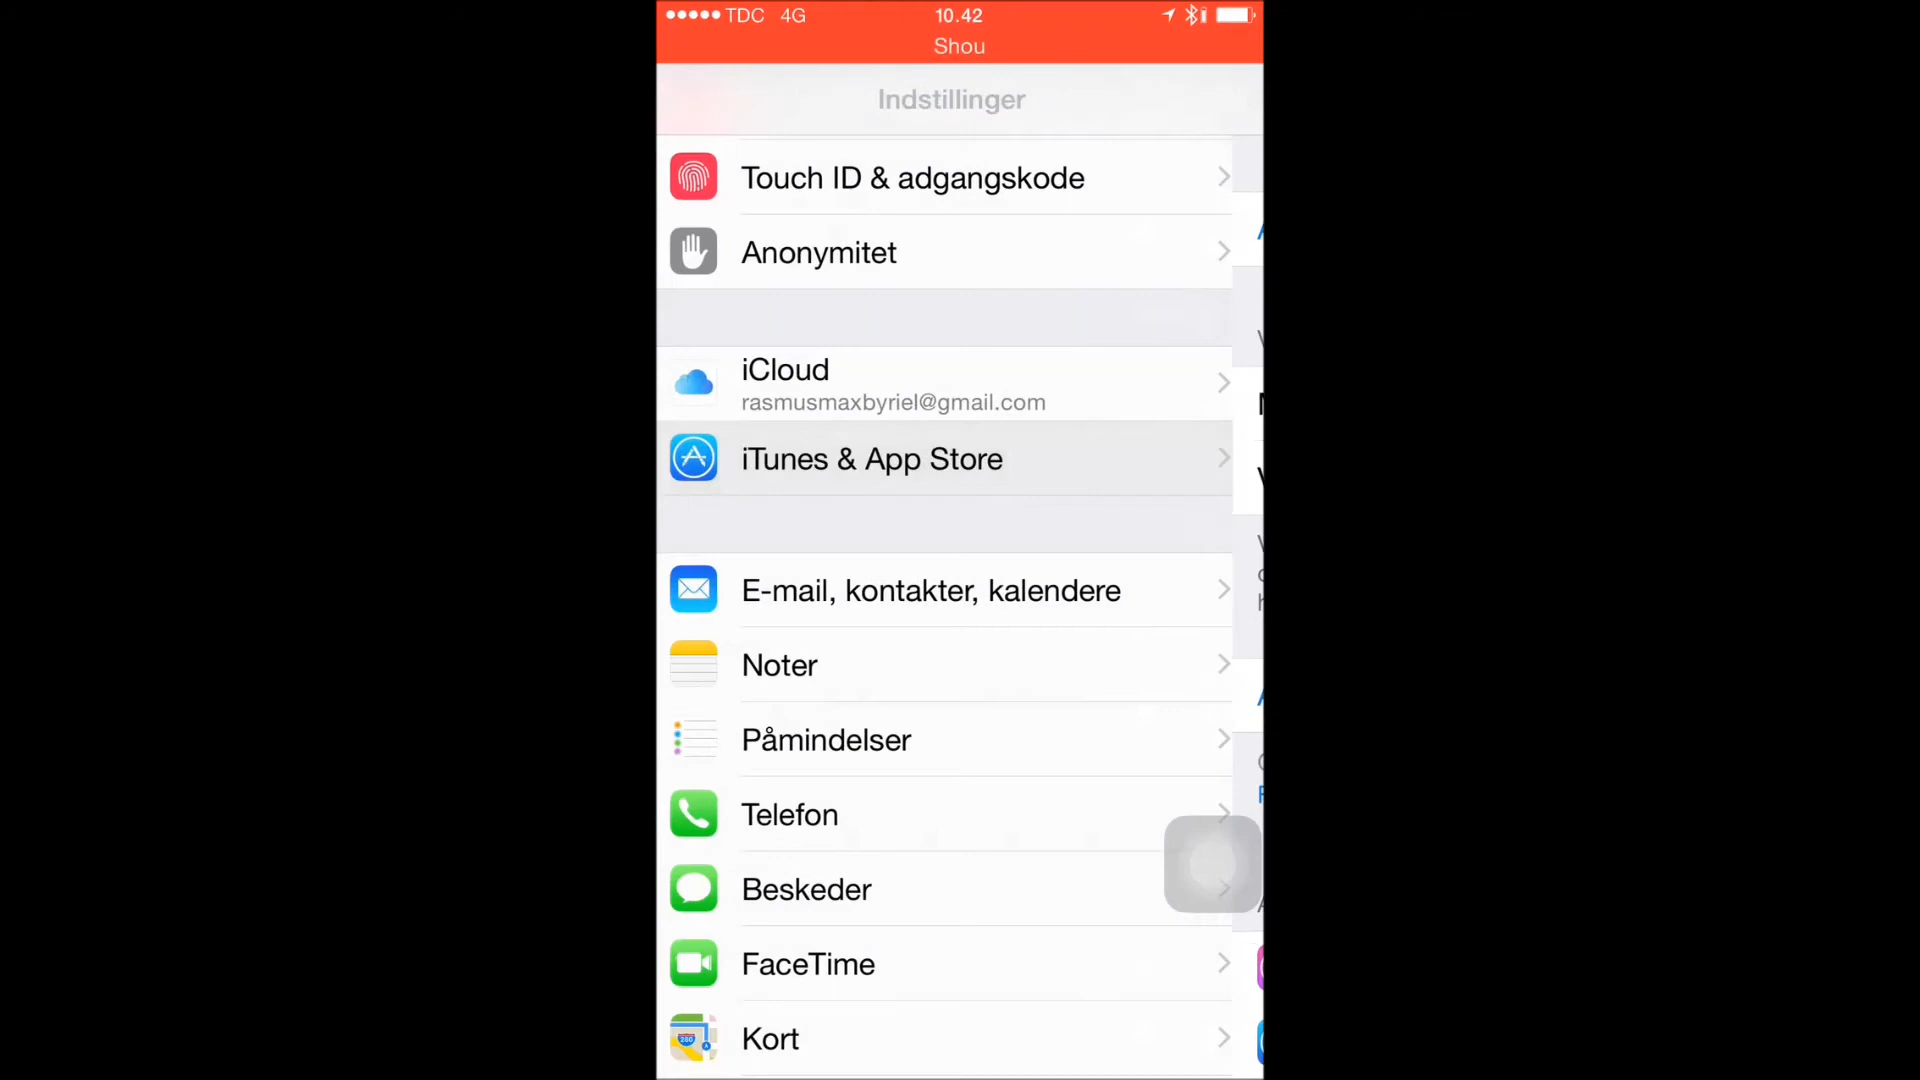 TDC 4G 10.42
Shou
Indstillinger
Touch ID & adgangskode
Anonymitet
iCloud
rasmusmaxbyriel@gmail.com
iTunes & App Store
E-mail, kontakter, kalendere
Noter
Påmindelser
Telefon
Beskeder
FaceTime
Kort